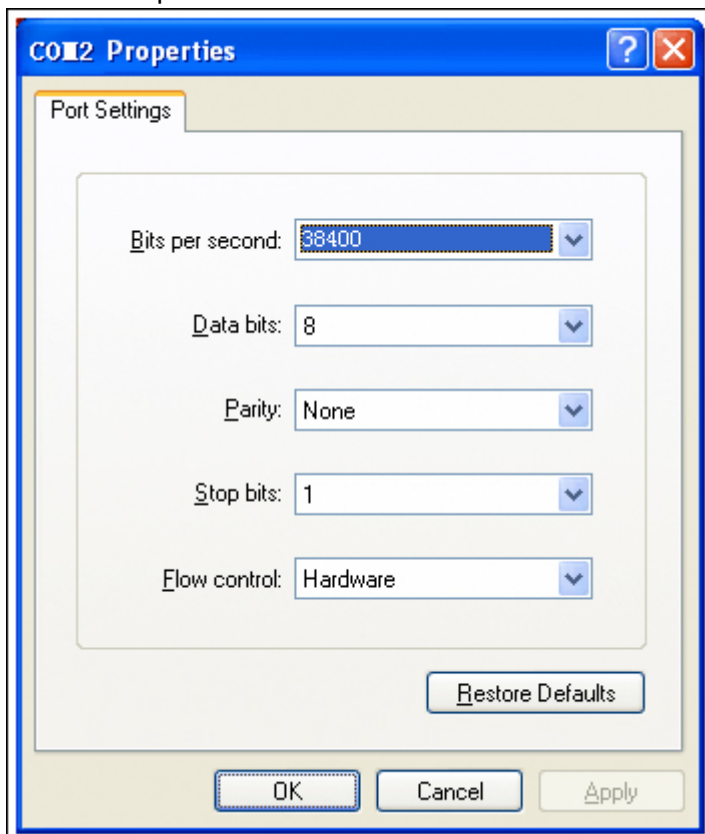 COM2 Properties
Port Settings
Bits per second: 38400
Data bits: 8
Parity: None
Stop bits: 1
Flow control: Hardware
Restore Defaults
OK Cancel Apply